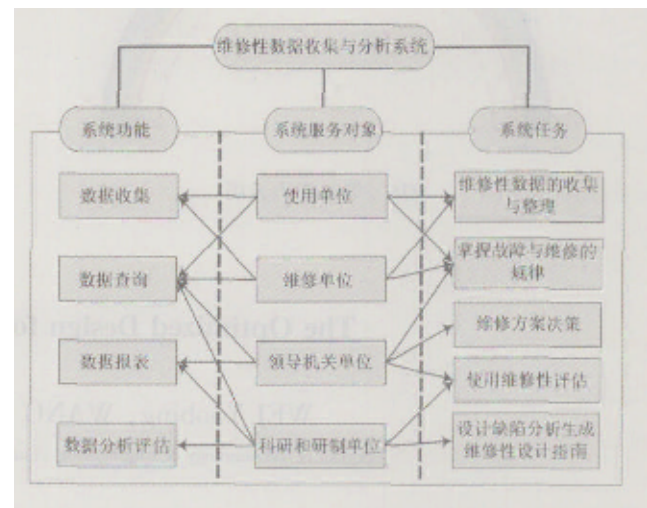 维修性数据收集与分析系统
系统功能
系统服务对象
系统任务
数据收集
使用单位
维修性数据的收集
与整理
数据查询
维修单位
掌握故障与维修的
规律
The Optimized Design for
数据报表
领导机关单位
维修方案决策
使用维修性评估
数据分析评估
科研和研制单位
设计缺陷分析生成
维修性设计指南